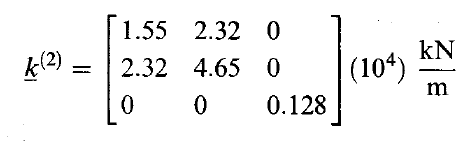 k^(2) = [1.55 2.32 0
2.32 4.65 0
0 0 0.128] (10^4) kN/m